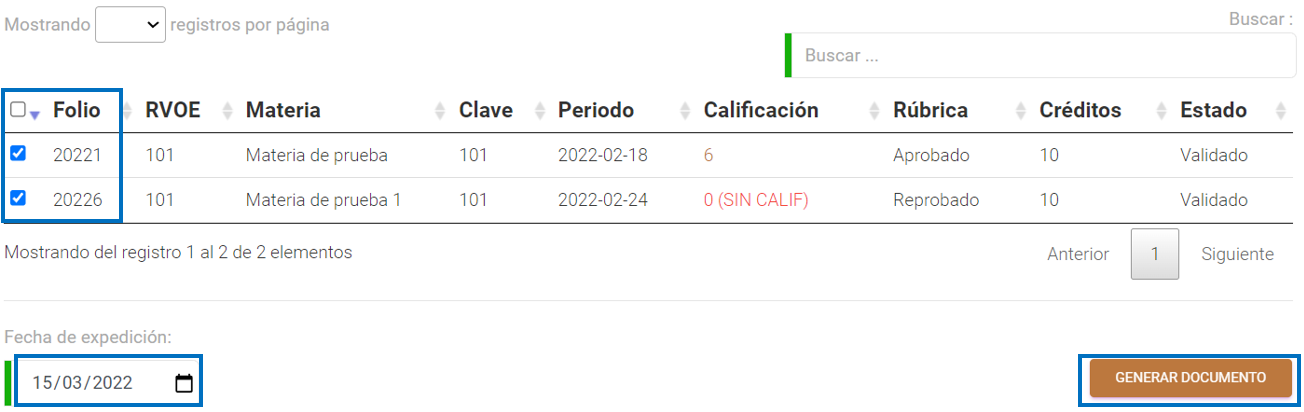 Mostrando registros por página
Buscar :
Buscar ...
Folio RVOE Materia Clave Periodo Calificación Rúbrica Créditos Estado
20221 101 Materia de prueba 101 2022-02-18 6 Aprobado 10 Validado
20226 101 Materia de prueba 1 101 2022-02-24 0 (SIN CALIF) Reprobado 10 Validado
Mostrando del registro 1 al 2 de 2 elementos
Anterior 1 Siguiente
Fecha de expedición:
15/03/2022
GENERAR DOCUMENTO